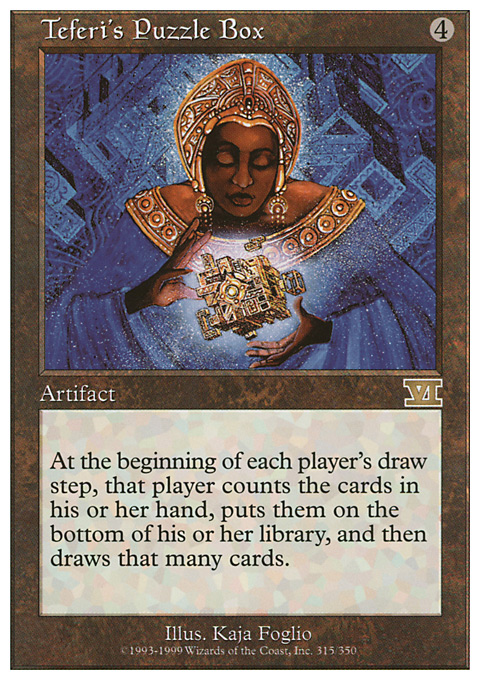 Teferi's Puzzle Box
4
Artifact
VI
At the beginning of each player's draw
step, that player counts the cards in
his or her hand, puts them on the
bottom of his or her library, and then
draws that many cards.
Illus. Kaja Foglio
©1993-1999 Wizards of the Coast, Inc. 315/350